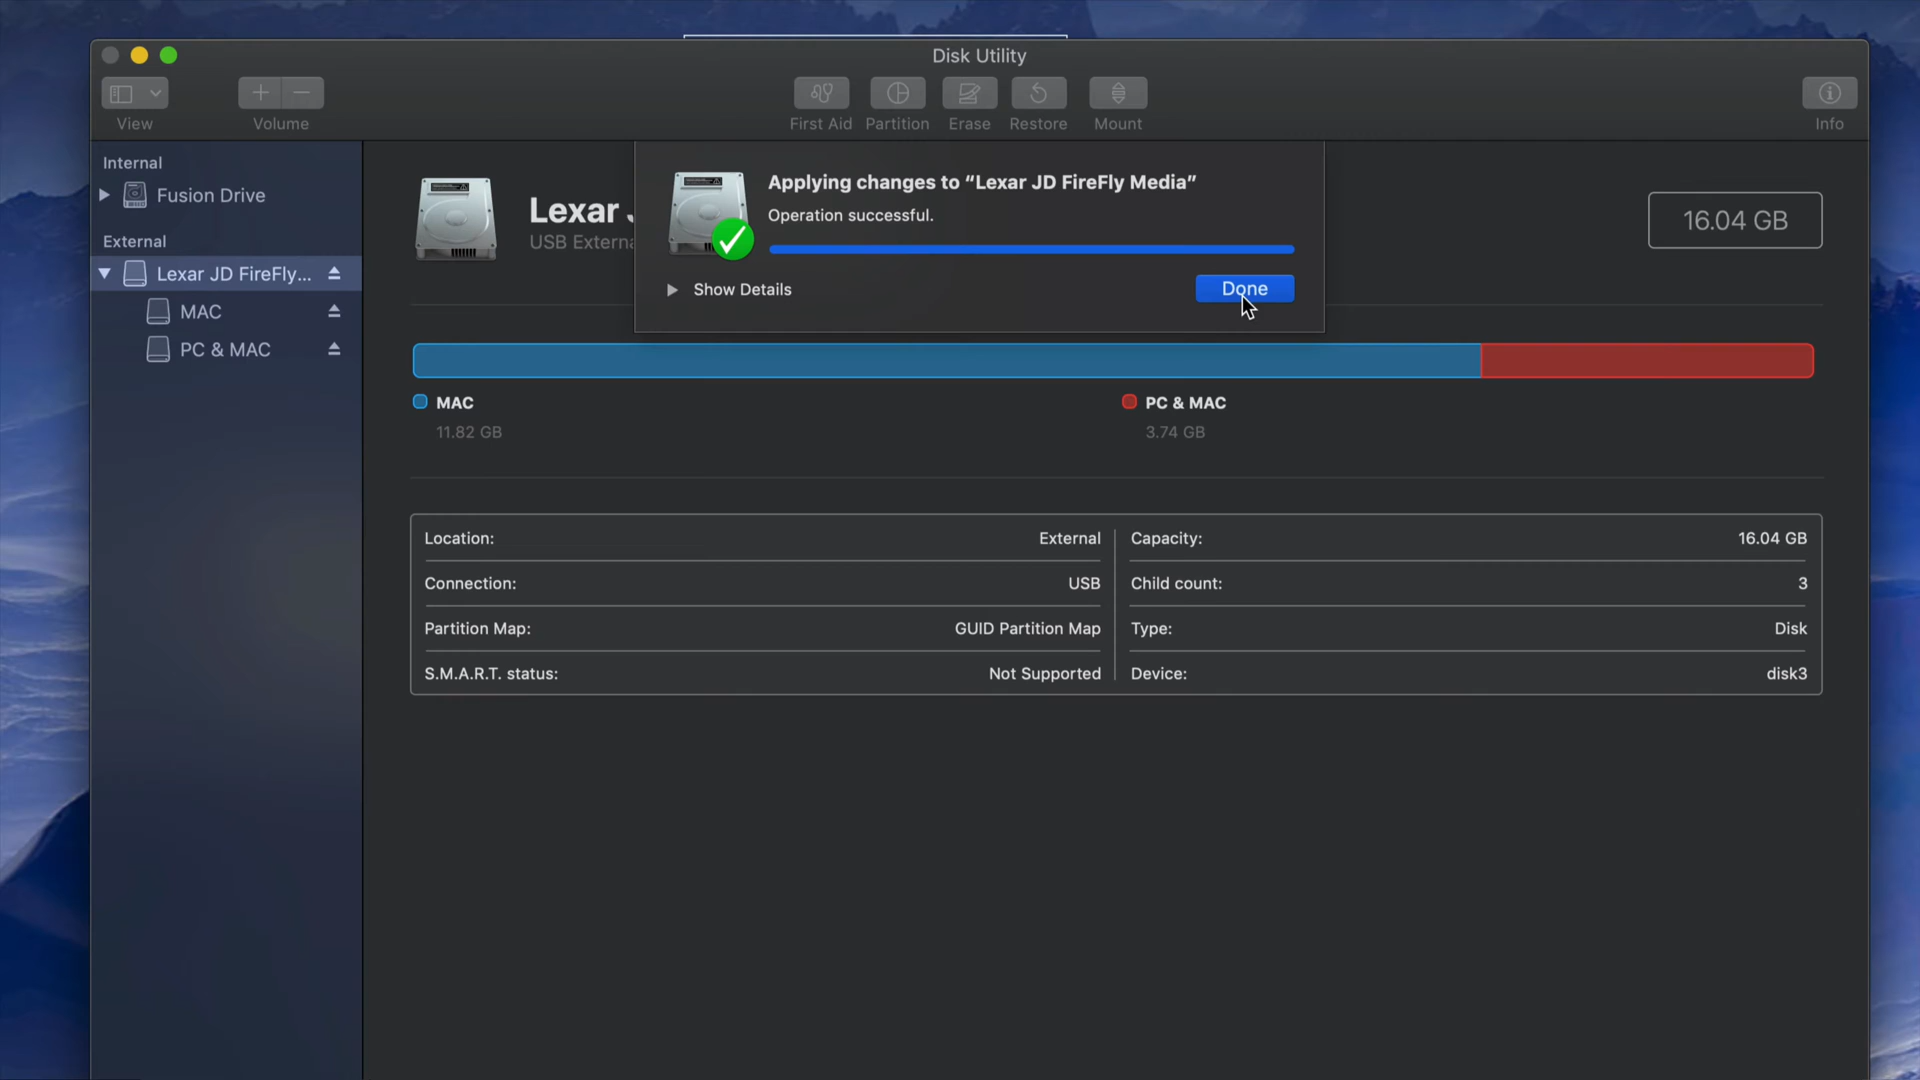 Disk Utility
View
Volume
First Aid
Partition
Erase
Restore
Mount
Info
Internal
Fusion Drive
External
Lexar JD FireFly...
MAC
PC & MAC
Lexar
USB Externa
16.04 GB
Applying changes to “Lexar JD FireFly Media”
Operation successful.
Show Details
Done
MAC
11.82 GB
PC & MAC
3.74 GB
Location: External
Connection: USB
Partition Map: GUID Partition Map
S.M.A.R.T. status: Not Supported
Capacity: 16.04 GB
Child count: 3
Type: Disk
Device: disk3